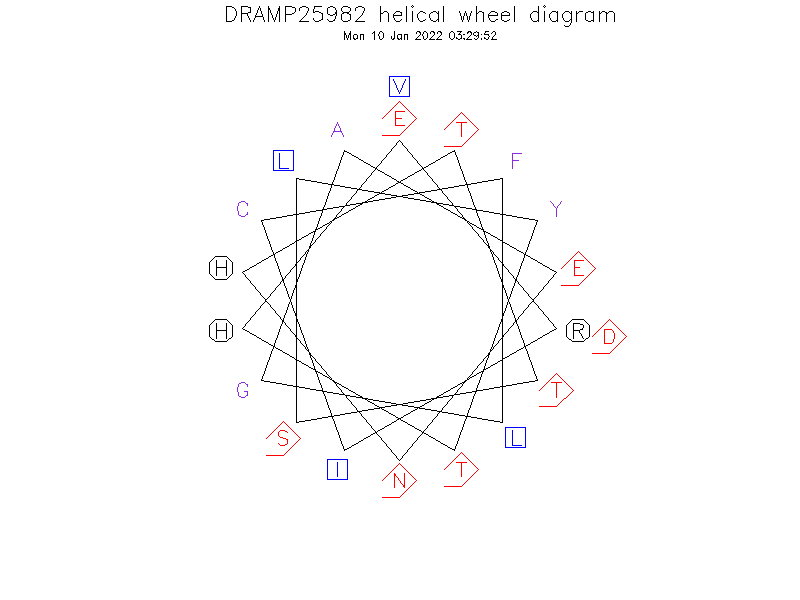 DRAMP25982 helical wheel diagram
Mon 10 Jan 2022 03:29:52
V
E
A T
L F
C Y
H E
H R D
G T
S L
I T
N